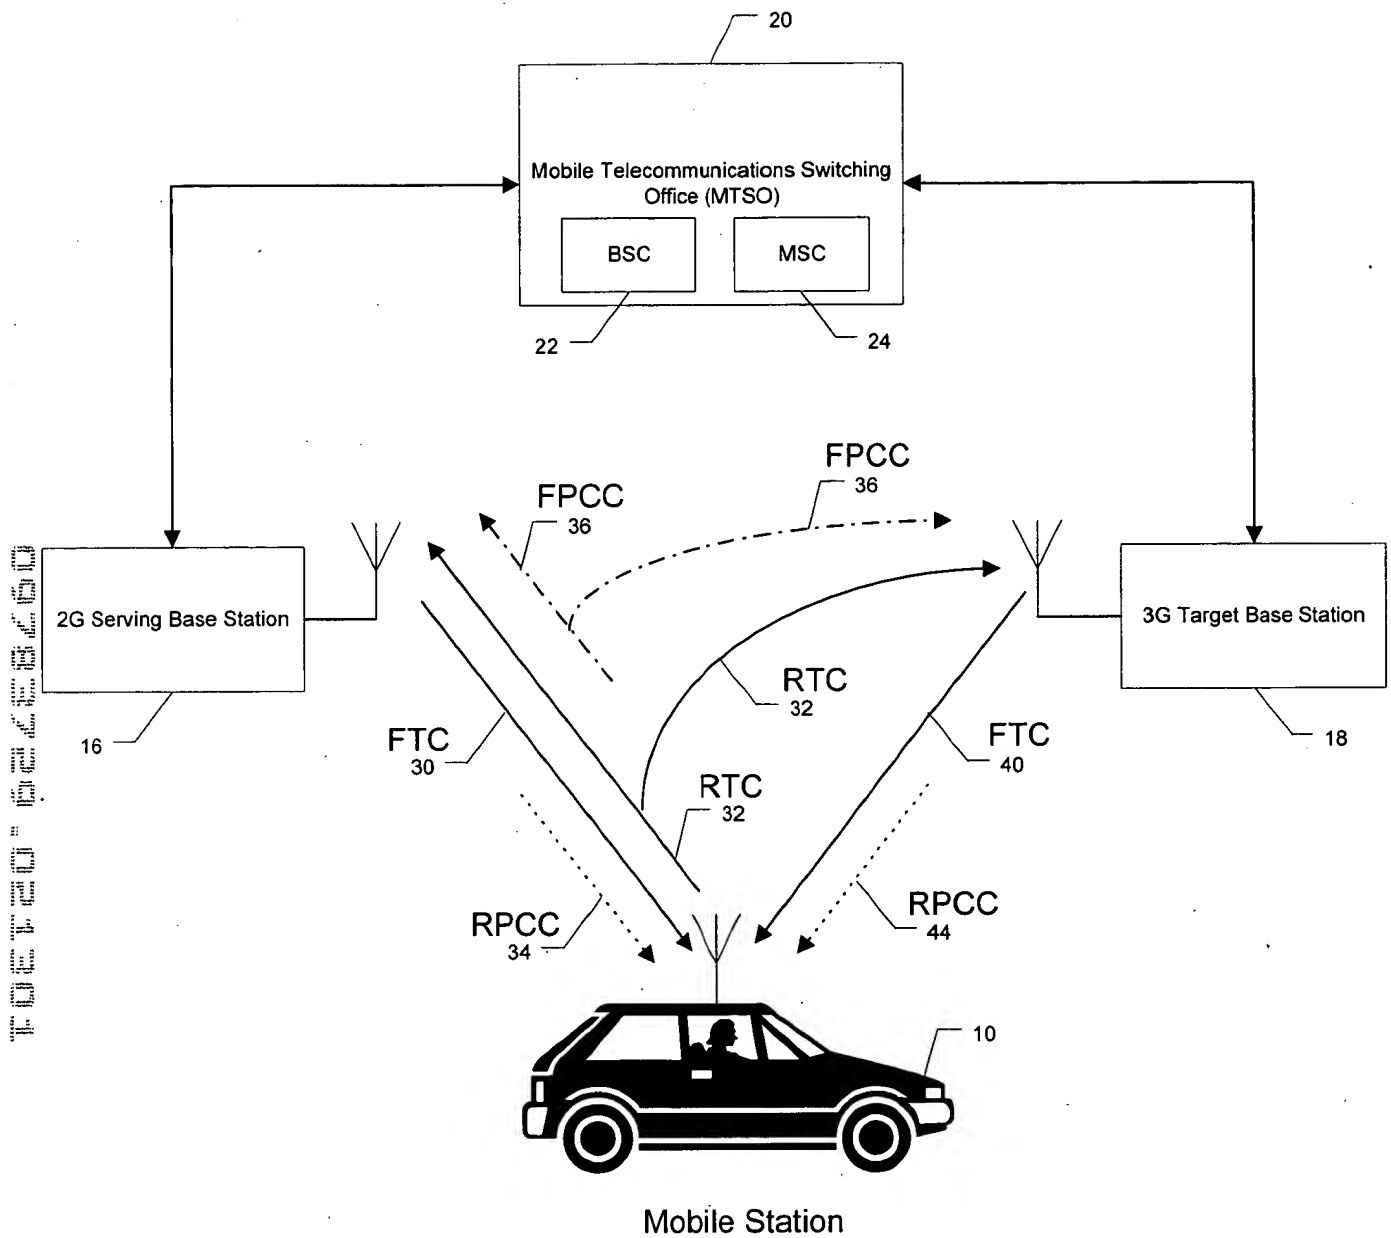 20
Mobile Telecommunications Switching
Office (MTSO)
BSC
MSC
22
24
FPCC
36
FPCC
36
2G Serving Base Station
3G Target Base Station
16
18
RTC
32
FTC
30
FTC
40
RTC
32
RPCC
34
RPCC
44
10
Mobile Station